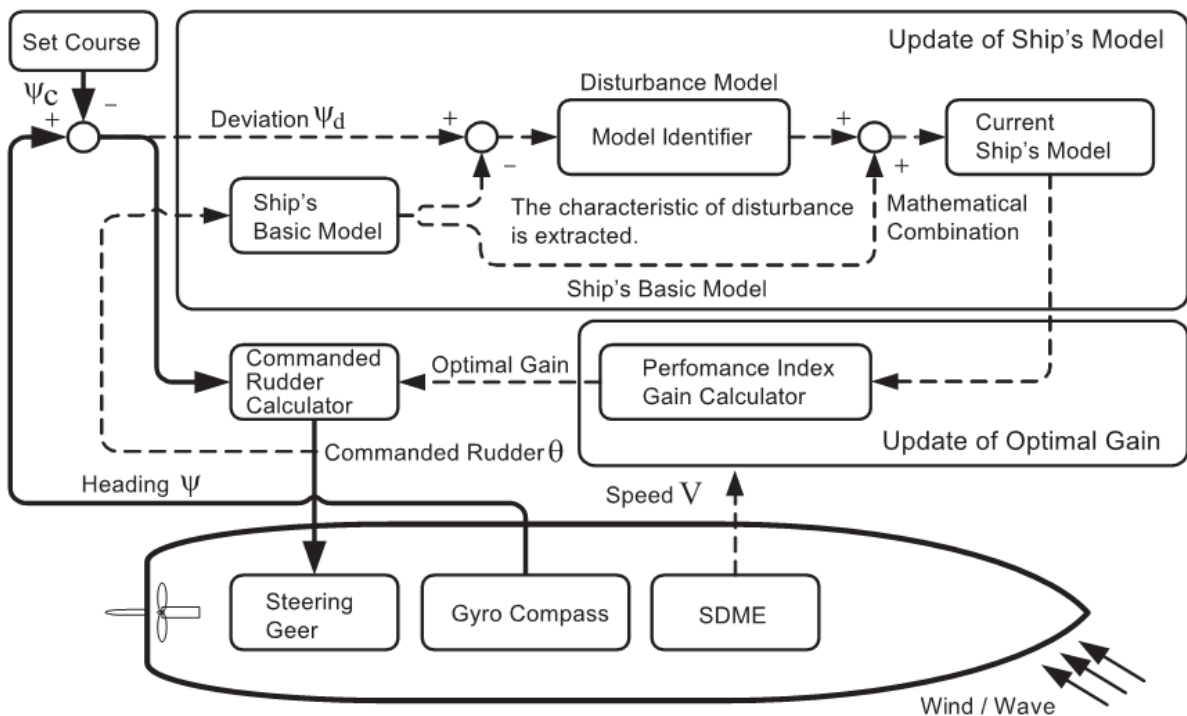 Set Course
Update of Ship's Model
ψc
+
−
Disturbance Model
Deviation ψd
+
−
Model Identifier
+
+
Current
Ship's Model
Ship's
Basic Model
The characteristic of disturbance
is extracted.
Mathematical
Combination
Ship's Basic Model
Commanded
Rudder
Calculator
Optimal Gain
Perfomance Index
Gain Calculator
Update of Optimal Gain
Commanded Rudder θ
Heading ψ
Speed V
Steering
Geer
Gyro Compass
SDME
Wind / Wave